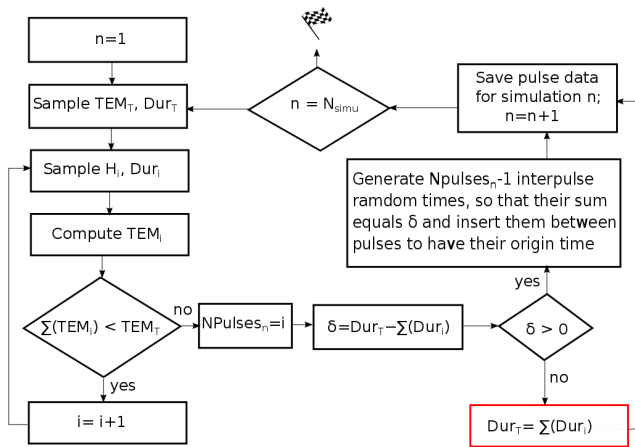 n=1
Sample TEM_T, Dur_T
Sample H_i, Dur_i
Compute TEM_i
∑(TEM_i) < TEM_T
no
yes
i= i+1
NPulses_n=i
δ=Dur_T−∑(Dur_i)
δ > 0
yes
no
Dur_T= ∑(Dur_i)
Generate Npulses_n-1 interpulse
ramdom times, so that their sum
equals δ and insert them between
pulses to have their origin time
Save pulse data
for simulation n;
n=n+1
n = N_simu